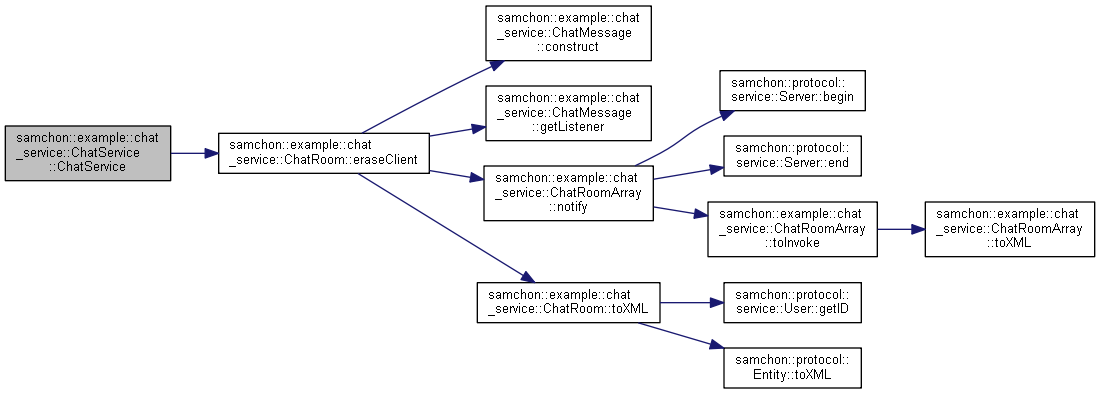 samchon::example::chat
_service::ChatService
::ChatService
samchon::example::chat
_service::ChatRoom::eraseClient
samchon::example::chat
_service::ChatMessage
::construct
samchon::example::chat
_service::ChatMessage
::getListener
samchon::example::chat
_service::ChatRoomArray
::notify
samchon::example::chat
_service::ChatRoom::toXML
samchon::protocol::
service::Server::begin
samchon::protocol::
service::Server::end
samchon::example::chat
_service::ChatRoomArray
::toInvoke
samchon::example::chat
_service::ChatRoomArray
::toXML
samchon::protocol::
service::User::getID
samchon::protocol::
Entity::toXML